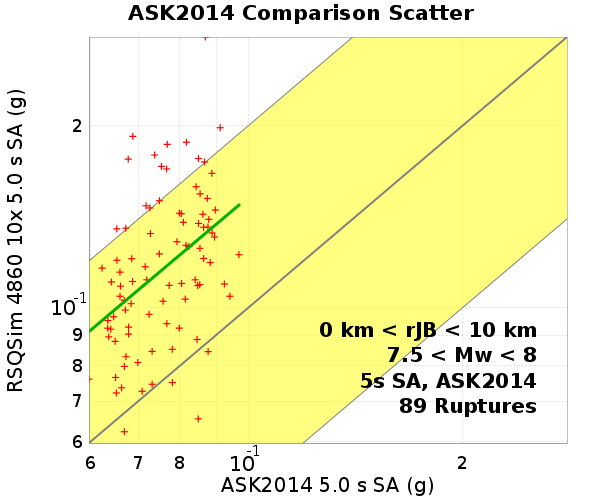 ASK2014 Comparison Scatter
RSQSim 4860 10x 5.0 s SA (g)
2
10⁻¹
9
8
7
6
0 km < rJB < 10 km
7.5 < Mw < 8
5s SA, ASK2014
89 Ruptures
6 7 8 10⁻¹ 2
ASK2014 5.0 s SA (g)